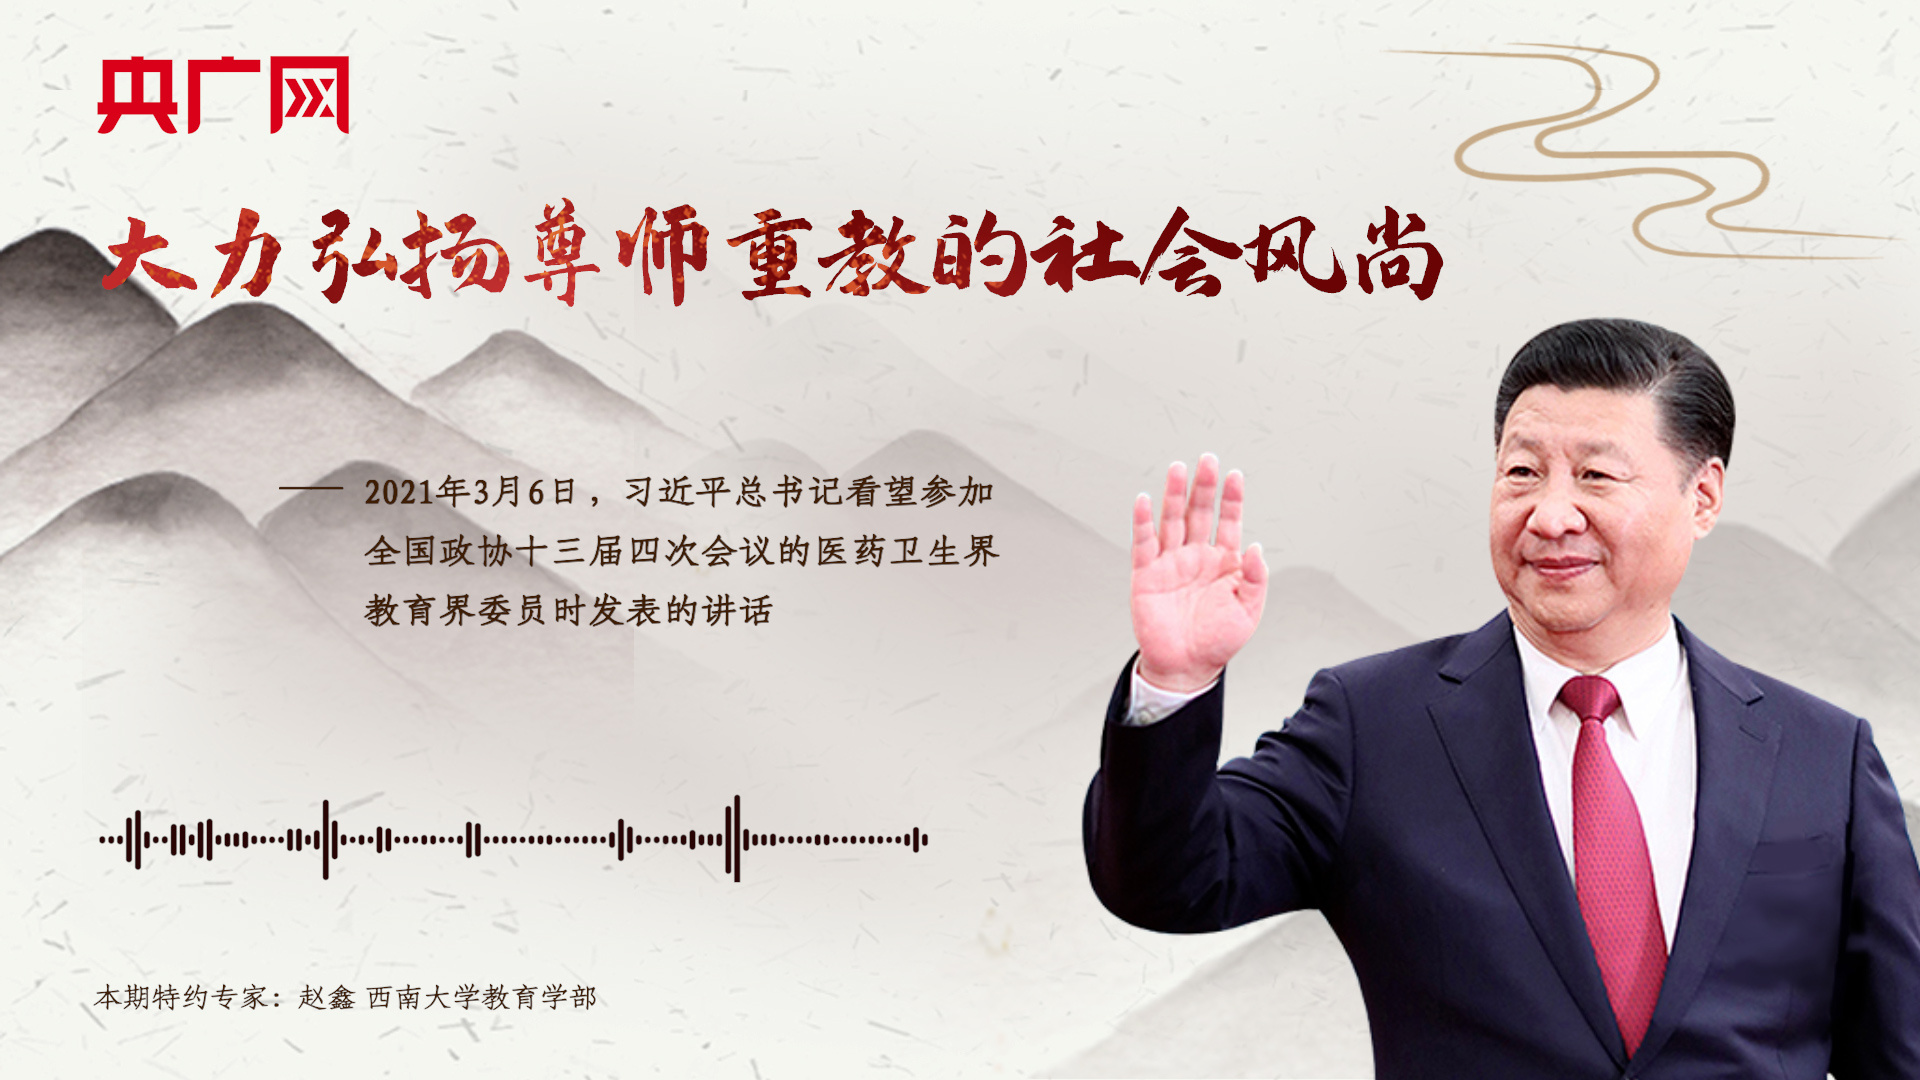 央广网
大力弘扬尊师重教的社会风尚
—— 2021年3月6日，习近平总书记看望参加
全国政协十三届四次会议的医药卫生界
教育界委员时发表的讲话
本期特约专家：赵鑫 西南大学教育学部